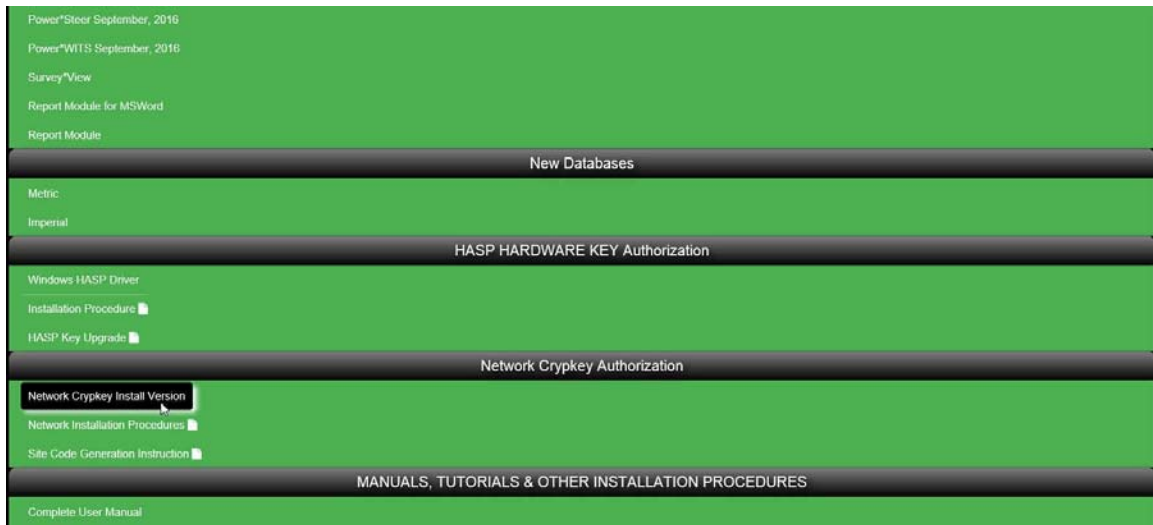 Power*Steer September, 2016
Power*WITS September, 2016
Survey*View
Report Module for MSWord
Report Module
New Databases
Metric
Imperial
HASP HARDWARE KEY Authorization
Windows HASP Driver
Installation Procedure
HASP Key Upgrade
Network Crypkey Authorization
Network Crypkey Install Version
Network Installation Procedures
Site Code Generation Instruction
MANUALS, TUTORIALS & OTHER INSTALLATION PROCEDURES
Complete User Manual